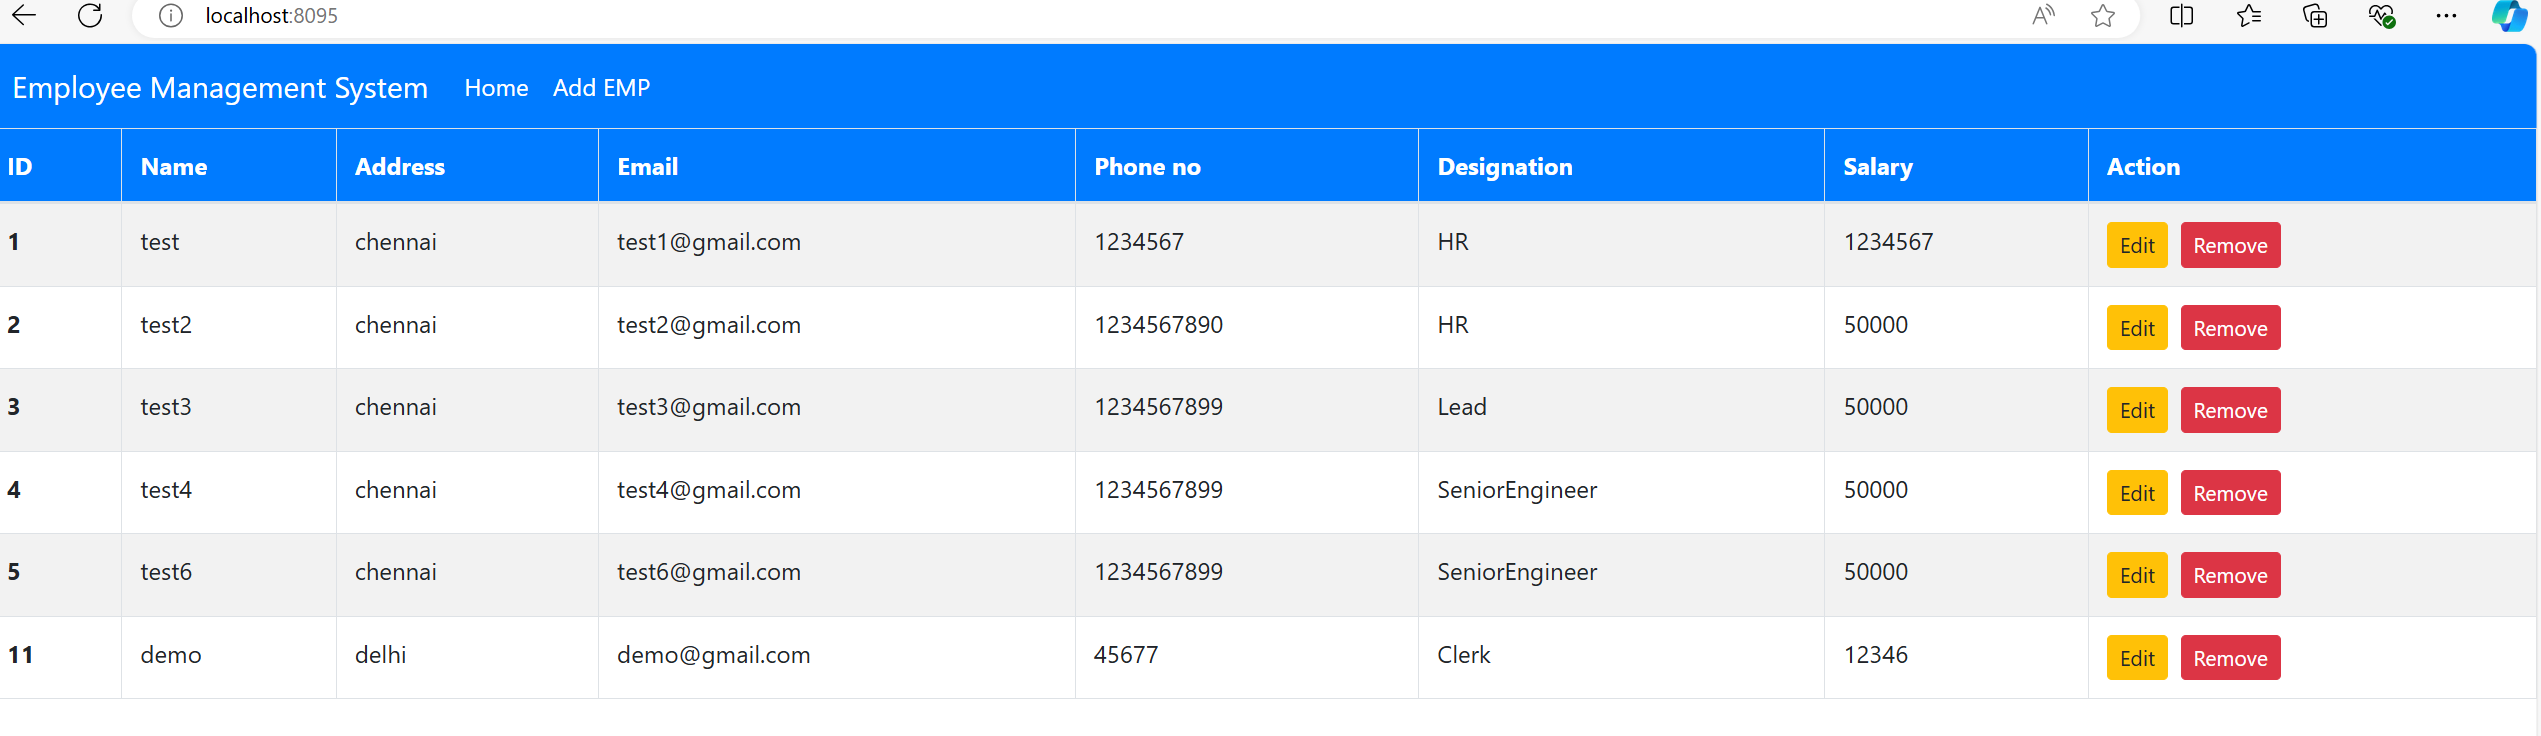 localhost:8095
Employee Management System Home Add EMP
ID Name Address Email Phone no Designation Salary Action
1 test chennai test1@gmail.com 1234567 HR 1234567 Edit Remove
2 test2 chennai test2@gmail.com 1234567890 HR 50000 Edit Remove
3 test3 chennai test3@gmail.com 1234567899 Lead 50000 Edit Remove
4 test4 chennai test4@gmail.com 1234567899 SeniorEngineer 50000 Edit Remove
5 test6 chennai test6@gmail.com 1234567899 SeniorEngineer 50000 Edit Remove
11 demo delhi demo@gmail.com 45677 Clerk 12346 Edit Remove